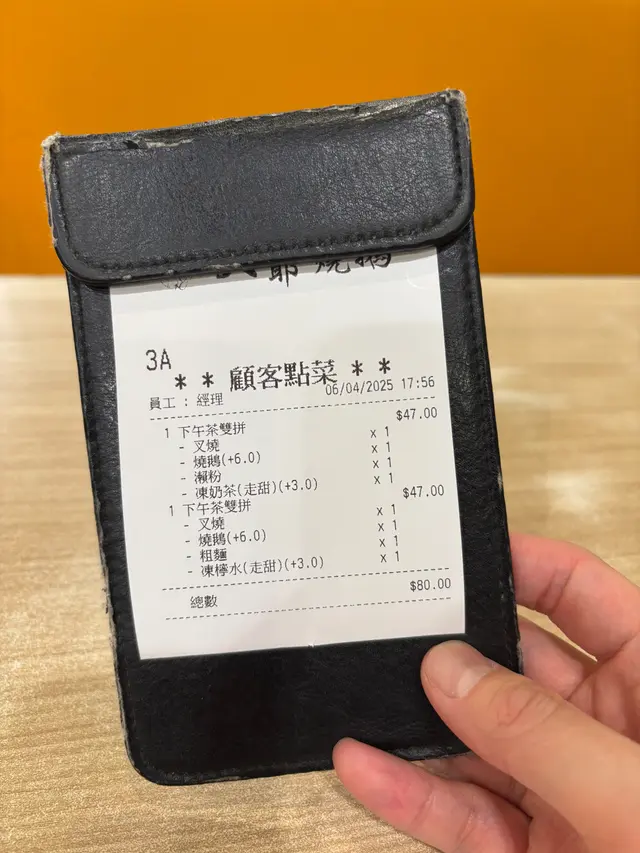 爺燒鵝
3A
** 顧客點菜 **
員工 : 經理 06/04/2025 17:56
1 下午茶雙拼 $47.00
- 叉燒 x 1
- 燒鵝(+6.0) x 1
- 瀨粉 x 1
- 凍奶茶(走甜)(+3.0) x 1
1 下午茶雙拼 $47.00
- 叉燒 x 1
- 燒鵝(+6.0) x 1
- 粗麵 x 1
- 凍檸水(走甜)(+3.0) x 1
總數 $80.00